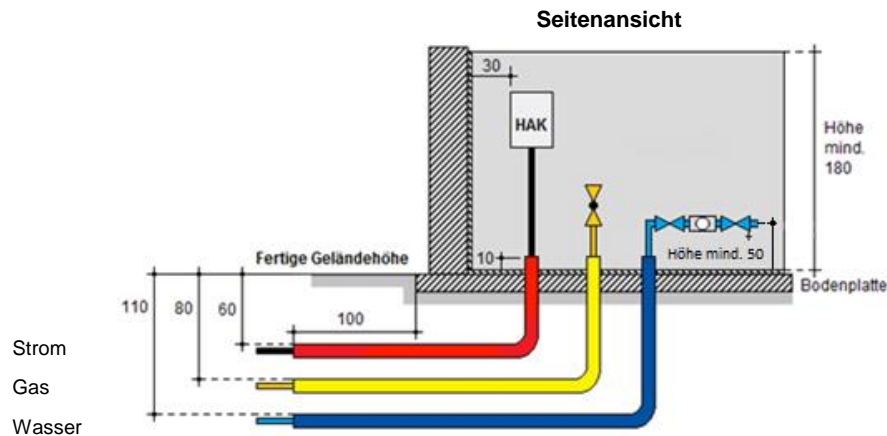 Seitenansicht
30
HAK
Höhe
mind.
180
Fertige Geländehöhe
10
Höhe mind. 50
Bodenplatte
110
80
60
100
Strom
Gas
Wasser